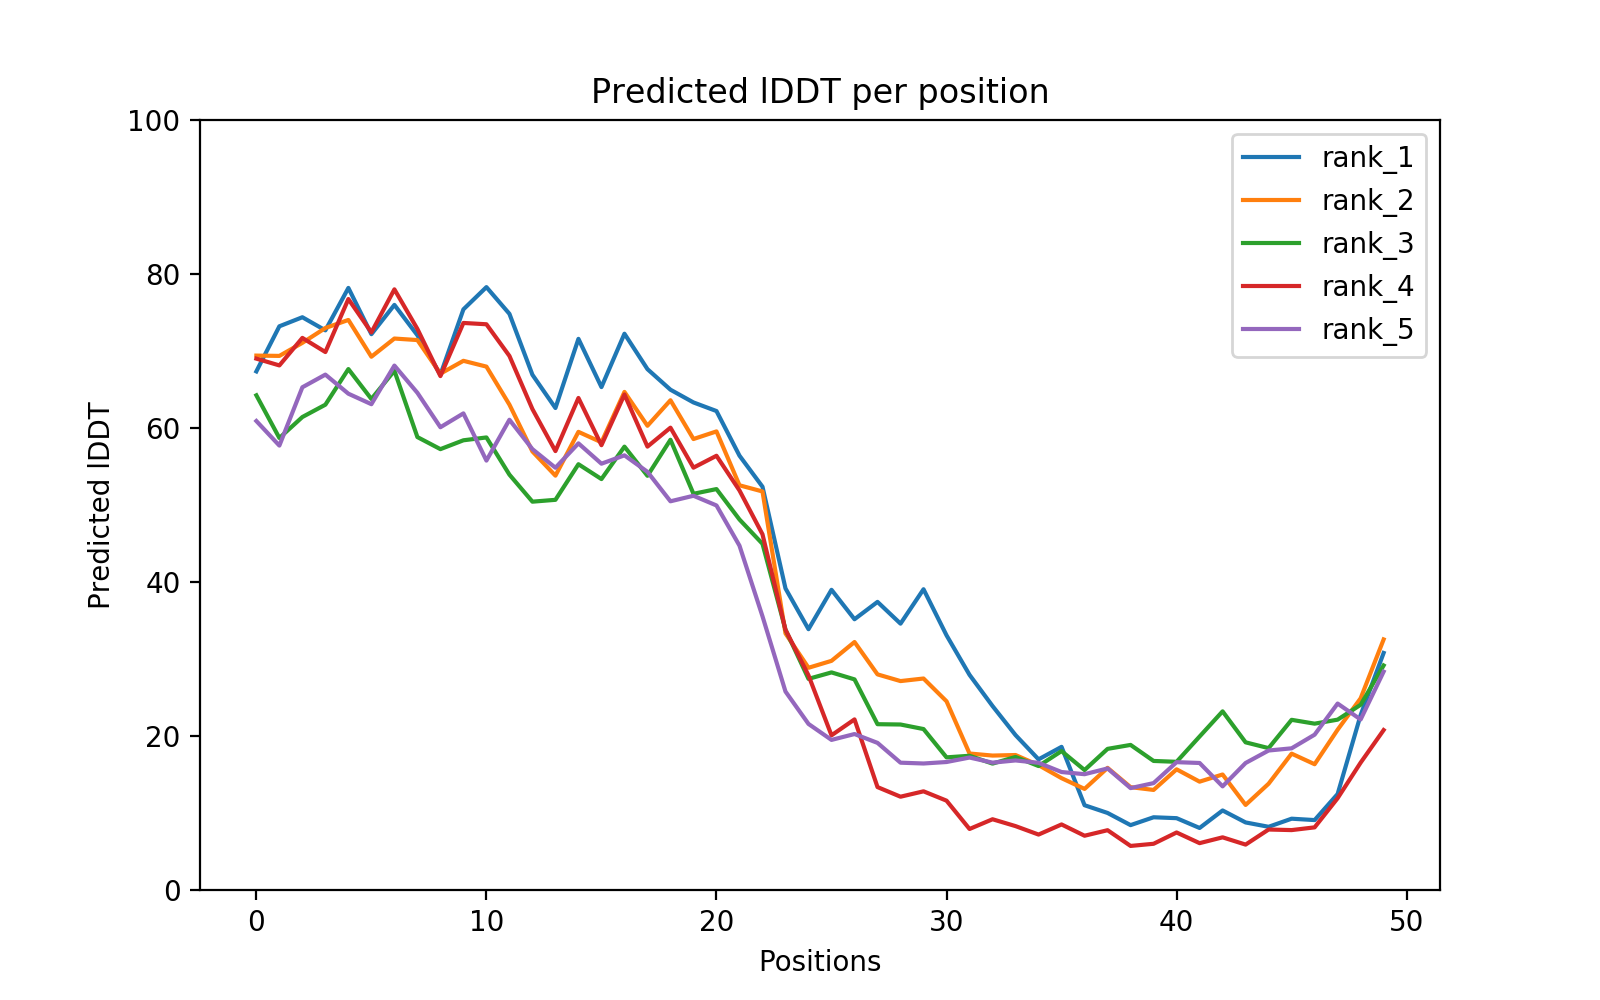 Predicted lDDT per position
100
80
60
40
20
0
Predicted lDDT
0 10 20 30 40 50
Positions
rank_1
rank_2
rank_3
rank_4
rank_5